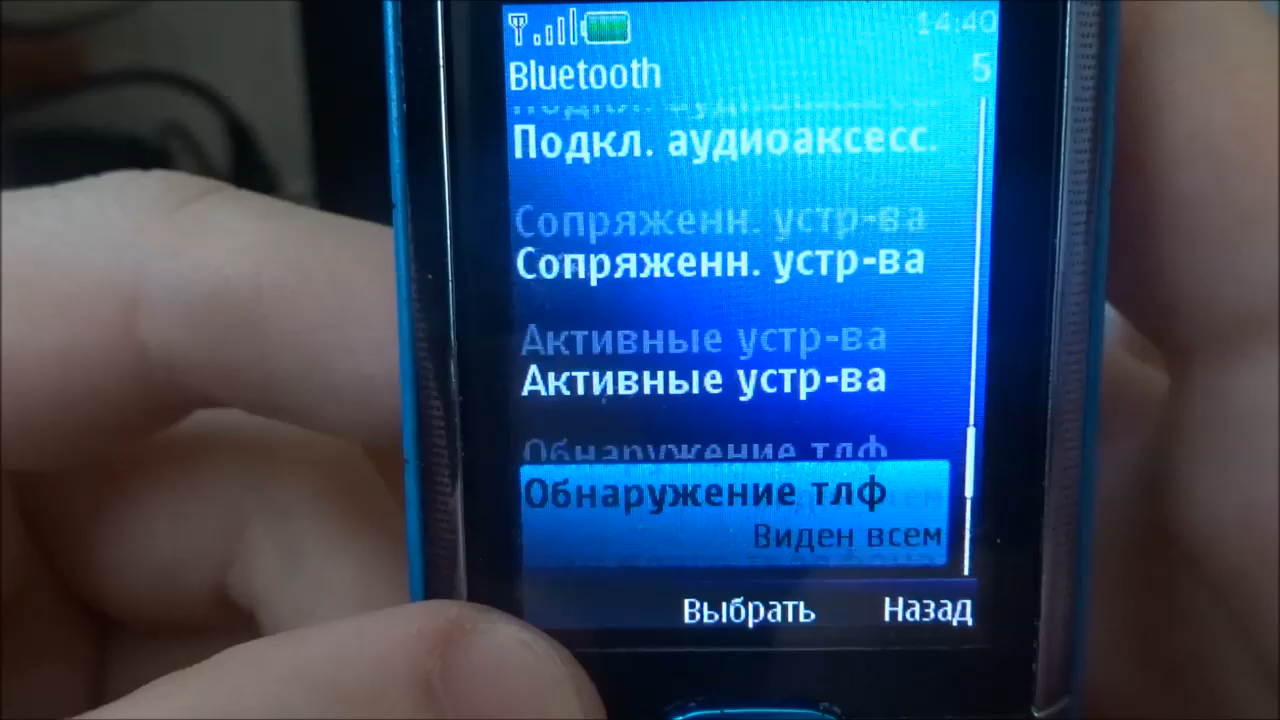 14:40
Bluetooth 5
Подкл. аудиоаксесс.
Сопряженн. устр-ва
Сопряженн. устр-ва
Активные устр-ва
Активные устр-ва
Обнаружение тлф
Обнаружение тлф
Виден всем
Выбрать Назад